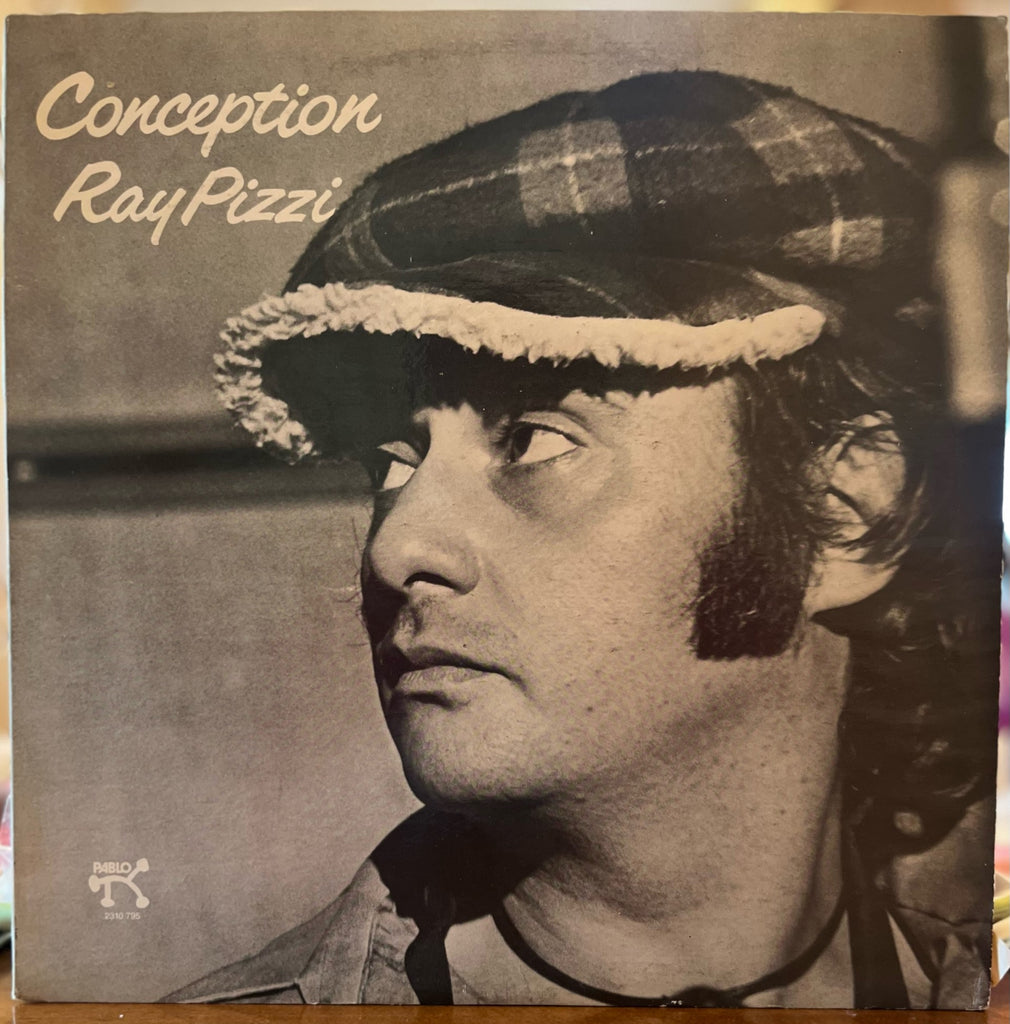 Conception
Ray Pizzi
PABLO
2310 795